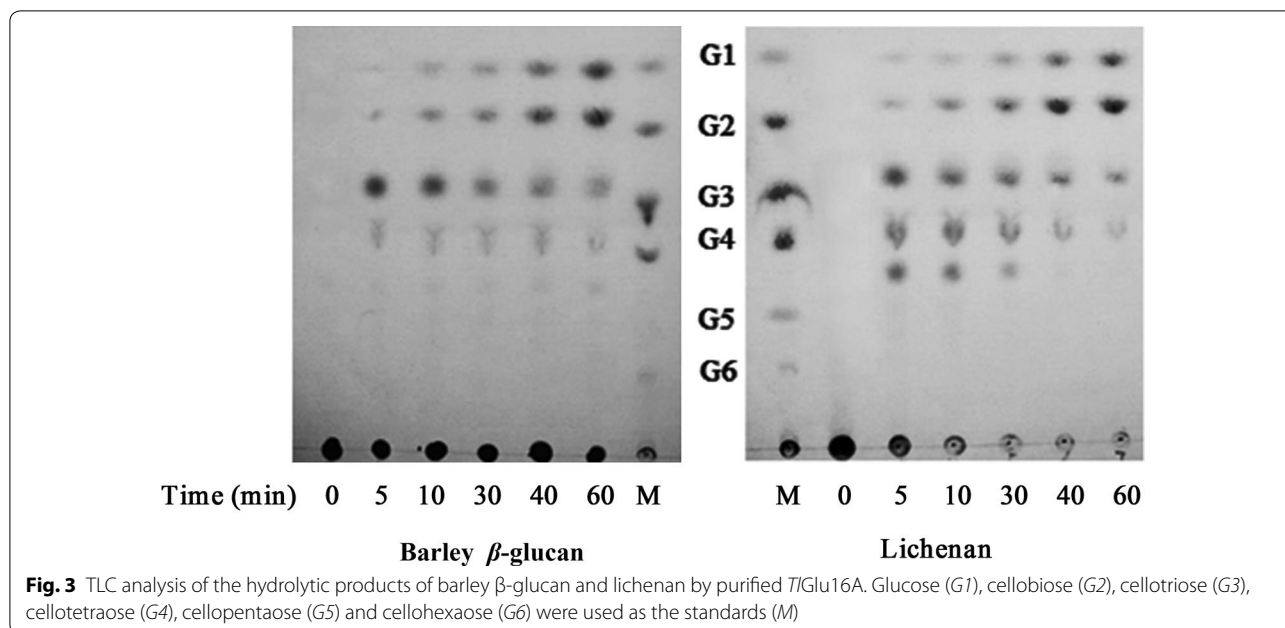 G1
G2
G3
G4
G5
G6
Time (min) 0 5 10 30 40 60 M
M 0 5 10 30 40 60
Barley β-glucan
Lichenan
Fig. 3 TLC analysis of the hydrolytic products of barley β-glucan and lichenan by purified TlGlu16A. Glucose (G1), cellobiose (G2), cellotriose (G3),
cellotetraose (G4), cellopentaose (G5) and cellohexaose (G6) were used as the standards (M)